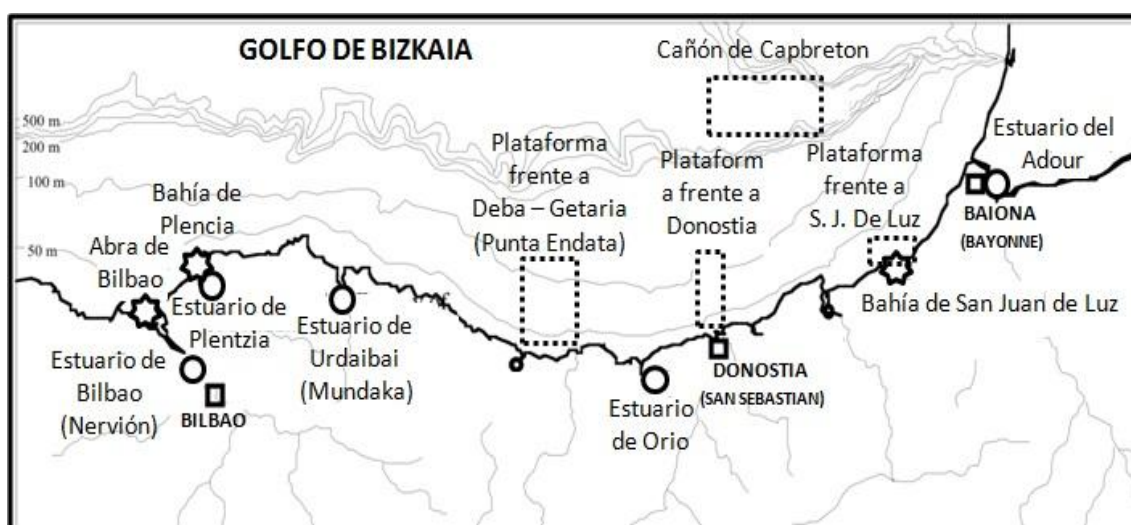 GOLFO DE BIZKAIA
Cañón de Capbreton
500 m
200 m
100 m
50 m
Bahía de
Plencia
Abra de
Bilbao
Estuario de
Plentzia
Estuario de
Bilbao
(Nervión)
BILBAO
Estuario de
Urdaibai
(Mundaka)
Plataforma
frente a
Deba – Getaria
(Punta Endata)
Plataform
a frente a
Donostia
Plataforma
frente a
S. J. De Luz
Estuario del
Adour
BAIONA
(BAYONNE)
Bahía de San Juan de Luz
DONOSTIA
(SAN SEBASTIAN)
Estuario
de Orio